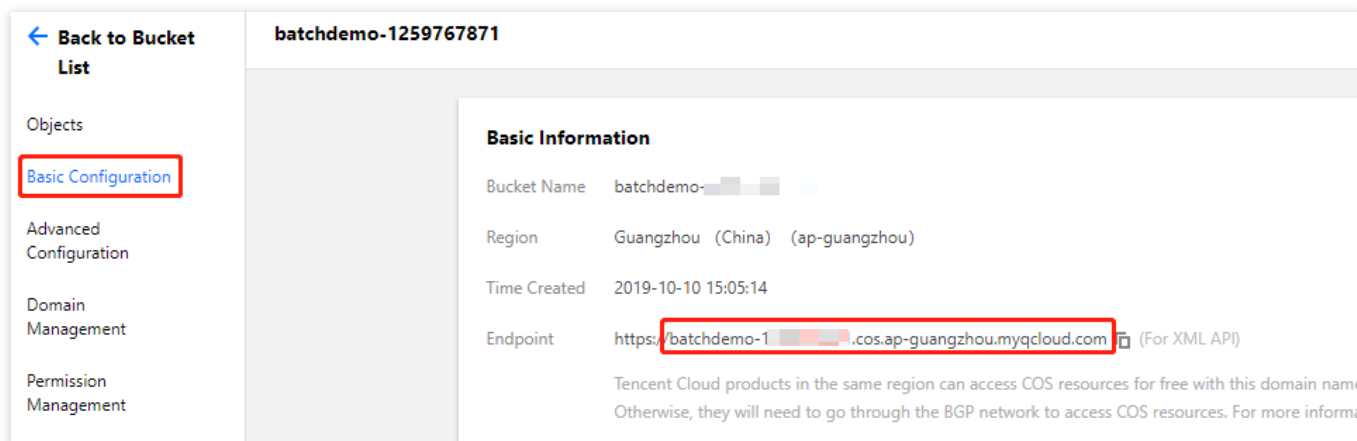 Back to Bucket
List
batchdemo-1259767871
Objects
Basic Configuration
Advanced
Configuration
Domain
Management
Permission
Management
Basic Information
Bucket Name batchdemo-
Region Guangzhou (China) (ap-guangzhou)
Time Created 2019-10-10 15:05:14
Endpoint https://batchdemo-1 .cos.ap-guangzhou.myqcloud.com (For XML API)
Tencent Cloud products in the same region can access COS resources for free with this domain name
Otherwise, they will need to go through the BGP network to access COS resources. For more informa